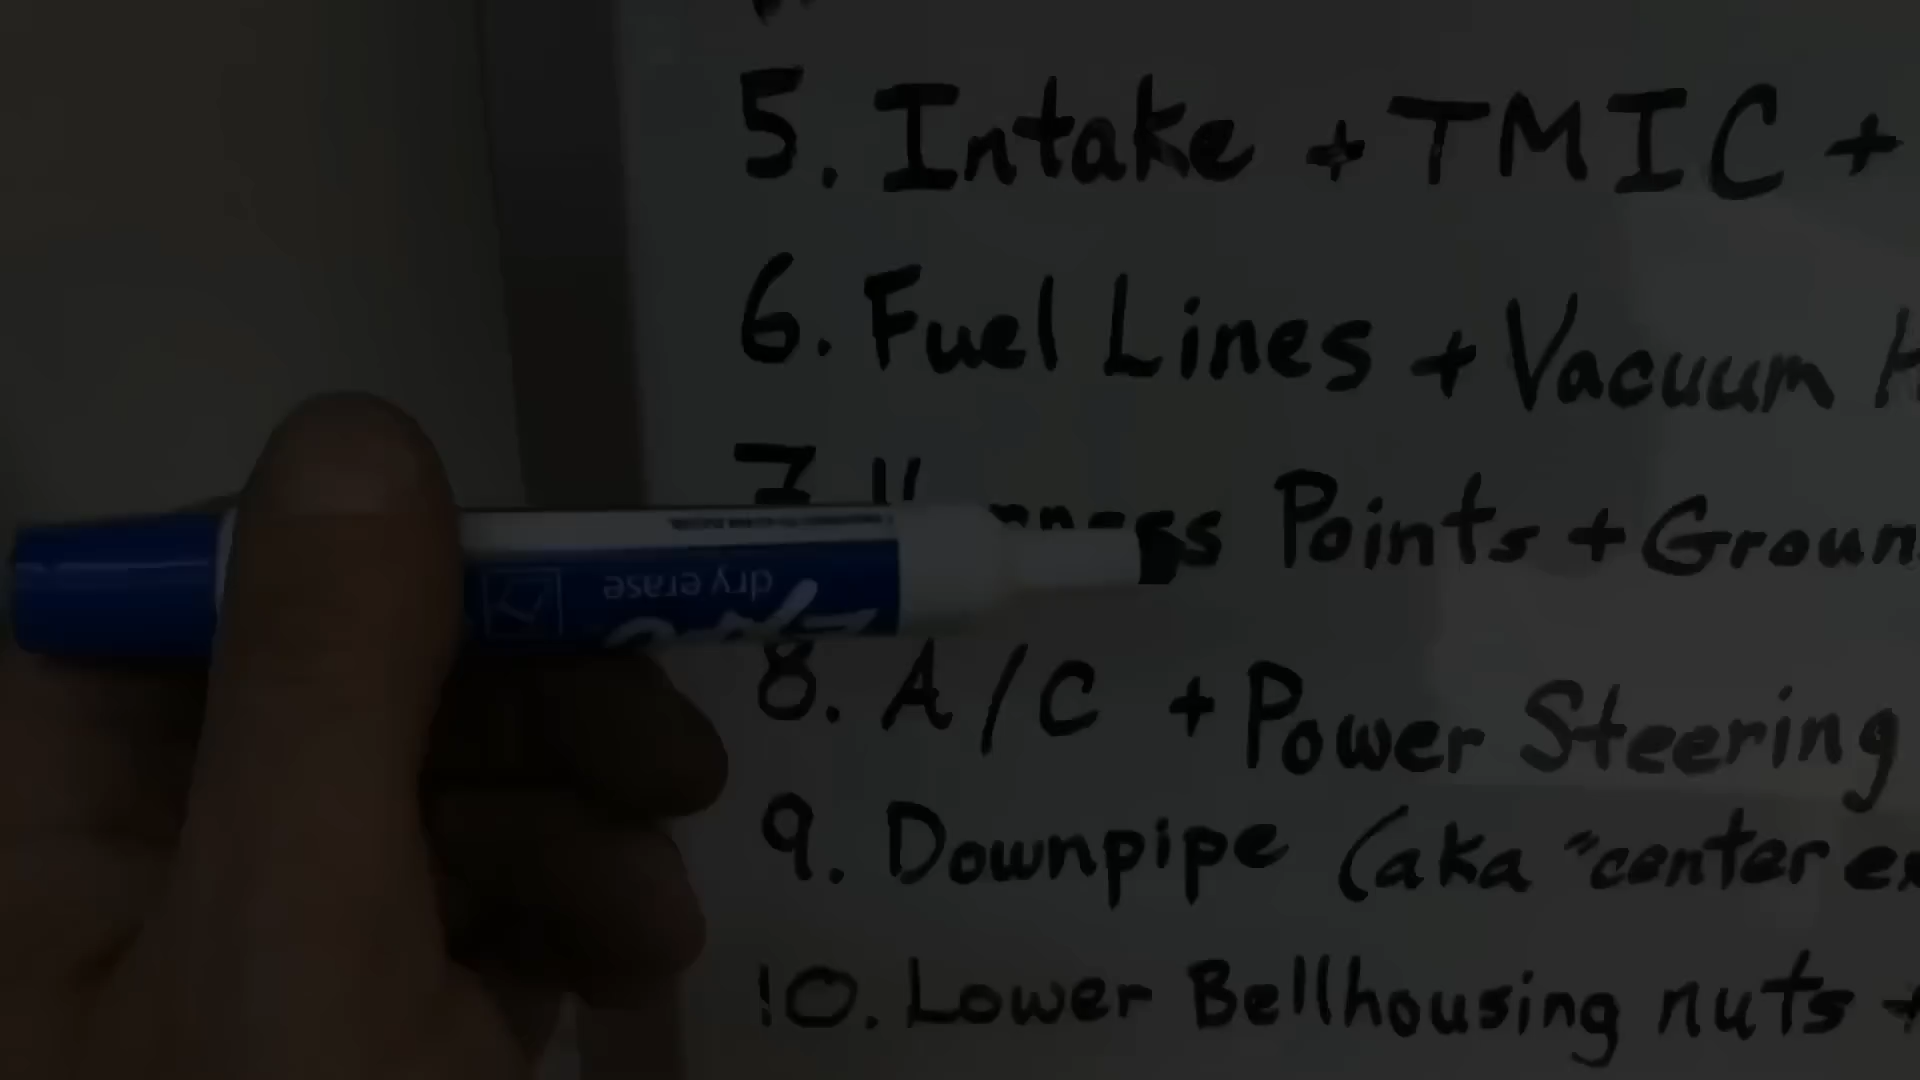 5. Intake + TMIC +
6. Fuel Lines + Vacuum
7 Points +
8. A/C + Power Steering
9. Downpipe (aka "center
10. Lower Bellhousing nuts +
dry erase